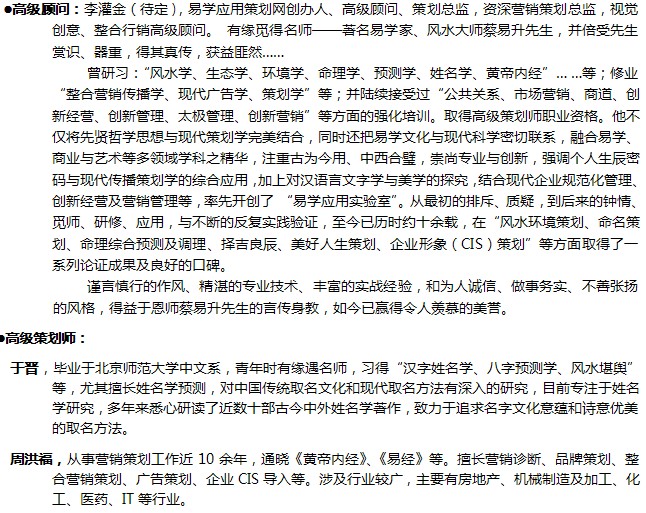 ●高级顾问：李灌金（待定），易学应用策划网创办人、高级顾问、策划总监，资深营销策划总监，视觉
创意、整合行销高级顾问。 有缘觅得名师——著名易学家、风水大师蔡易升先生，并倍受先生
赏识、器重，得其真传，获益匪然……
曾研习：“风水学、生态学、环境学、命理学、预测学、姓名学、黄帝内经”… …等；修业
“整合营销传播学、现代广告学、策划学”等；并陆续接受过“公共关系、市场营销、商道、创
新经营、创新管理、太极管理、创新营销”等方面的强化培训。取得高级策划师职业资格。他不
仅将先贤哲学思想与现代策划学完美结合，同时还把易学文化与现代科学密切联系，融合易学、
商业与艺术等多领域学科之精华，注重古为今用、中西合璧，崇尚专业与创新，强调个人生辰密
码与现代传播策划学的综合应用，加上对汉语言文字学与美学的探究，结合现代企业规范化管理、
创新经营及营销管理等，率先开创了 “易学应用实验室”。从最初的排斥、质疑，到后来的钟情、
觅师、研修、应用，与不断的反复实践验证，至今已历时约十余载，在“风水环境策划、命名策
划、命理综合预测及调理、择吉良辰、美好人生策划、企业形象（CIS）策划”等方面取得了一
系列论证成果及良好的口碑。
谨言慎行的作风、精湛的专业技术、丰富的实战经验，和为人诚信、做事务实、不善张扬
的风格，得益于恩师蔡易升先生的言传身教，如今已赢得令人羡慕的美誉。
●高级策划师：
于晋，毕业于北京师范大学中文系，青年时有缘遇名师，习得“汉字姓名学、八字预测学、风水堪舆”
等，尤其擅长姓名学预测，对中国传统取名文化和现代取名方法有深入的研究，目前专注于姓名
学研究，多年来悉心研读了近数十部古今中外姓名学著作，致力于追求名字文化意蕴和诗意优美
的取名方法。
周洪福，从事营销策划工作近 10 余年，通晓《黄帝内经》、《易经》等。擅长营销诊断、品牌策划、整
合营销策划、广告策划、企业 CIS 导入等。涉及行业较广，主要有房地产、机械制造及加工、化
工、医药、IT 等行业。